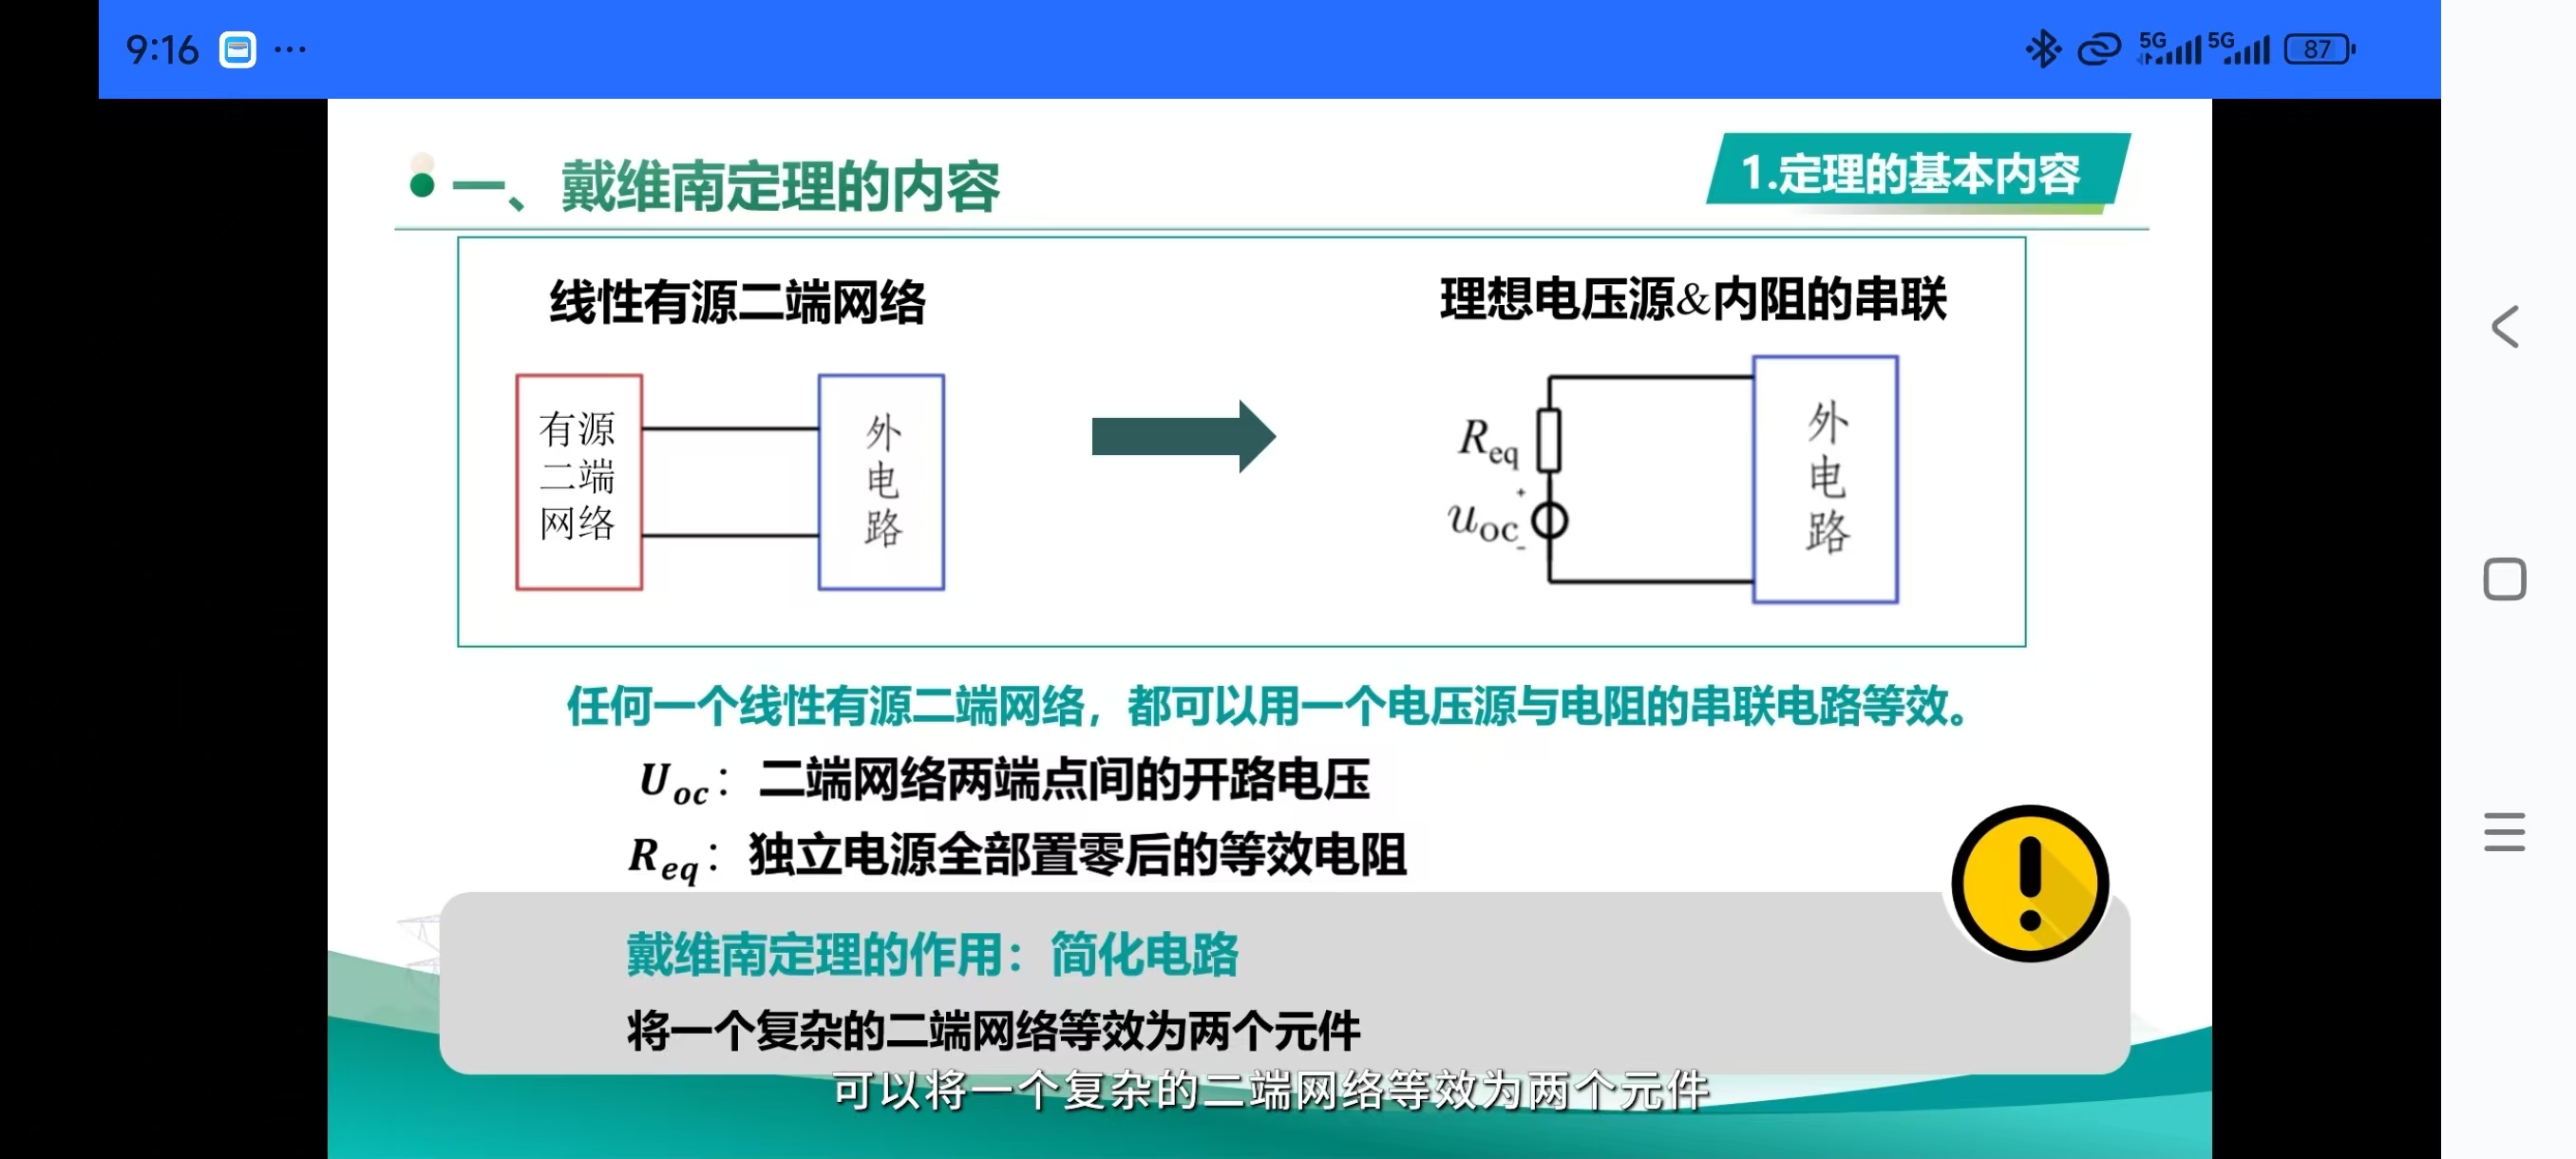 9:16 ···
5G 5G 87
一、戴维南定理的内容
1.定理的基本内容
线性有源二端网络
理想电压源&内阻的串联
有源
二端
网络
外
电
路
Req
+
uoc
-
外
电
路
任何一个线性有源二端网络，都可以用一个电压源与电阻的串联电路等效。
Uoc：二端网络两端点间的开路电压
Req：独立电源全部置零后的等效电阻
戴维南定理的作用：简化电路
将一个复杂的二端网络等效为两个元件
可以将一个复杂的二端网络等效为两个元件